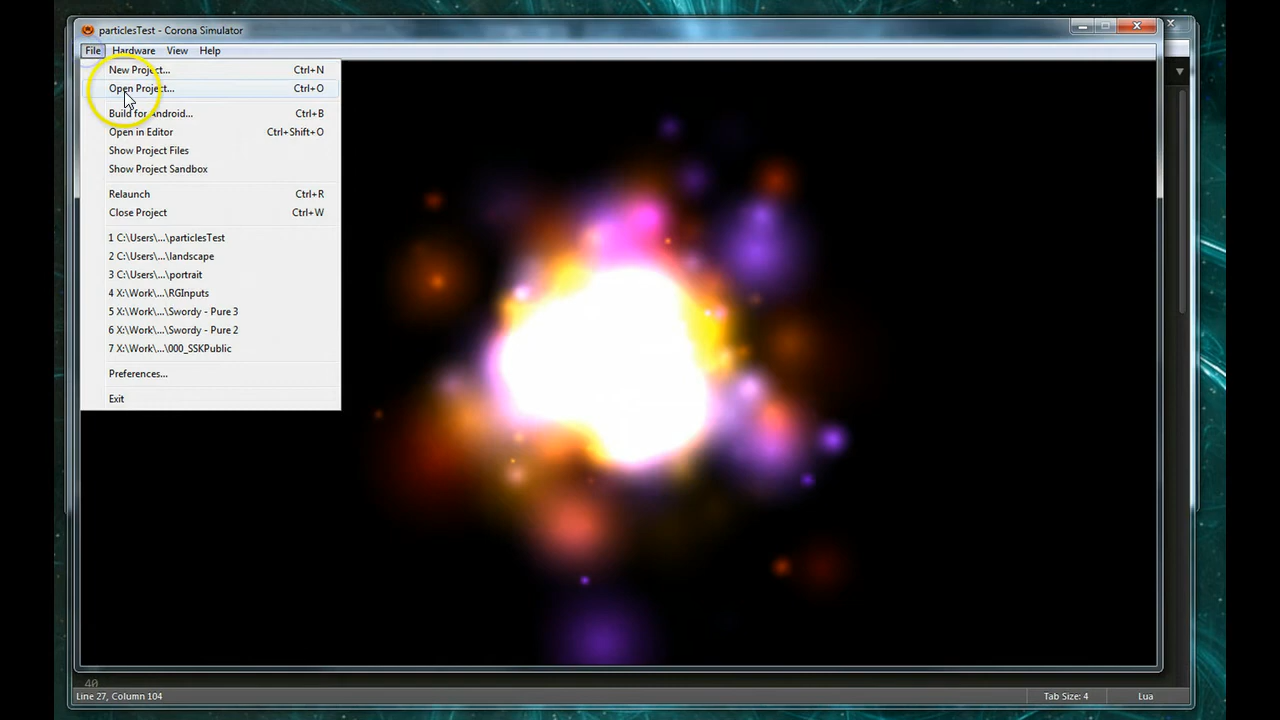 particlesTest - Corona Simulator
File Hardware View Help
New Project... Ctrl+N
Open Project... Ctrl+O
Build for Android... Ctrl+B
Open in Editor Ctrl+Shift+O
Show Project Files
Show Project Sandbox
Relaunch Ctrl+R
Close Project Ctrl+W
1 C:\Users\...\particlesTest
2 C:\Users\...\landscape
3 C:\Users\...\portrait
4 X:\Work\...\RGInputs
5 X:\Work\...\Swordy - Pure 3
6 X:\Work\...\Swordy - Pure 2
7 X:\Work\...\000_SSKPublic
Preferences...
Exit
40
Line 27, Column 104 Tab Size: 4 Lua